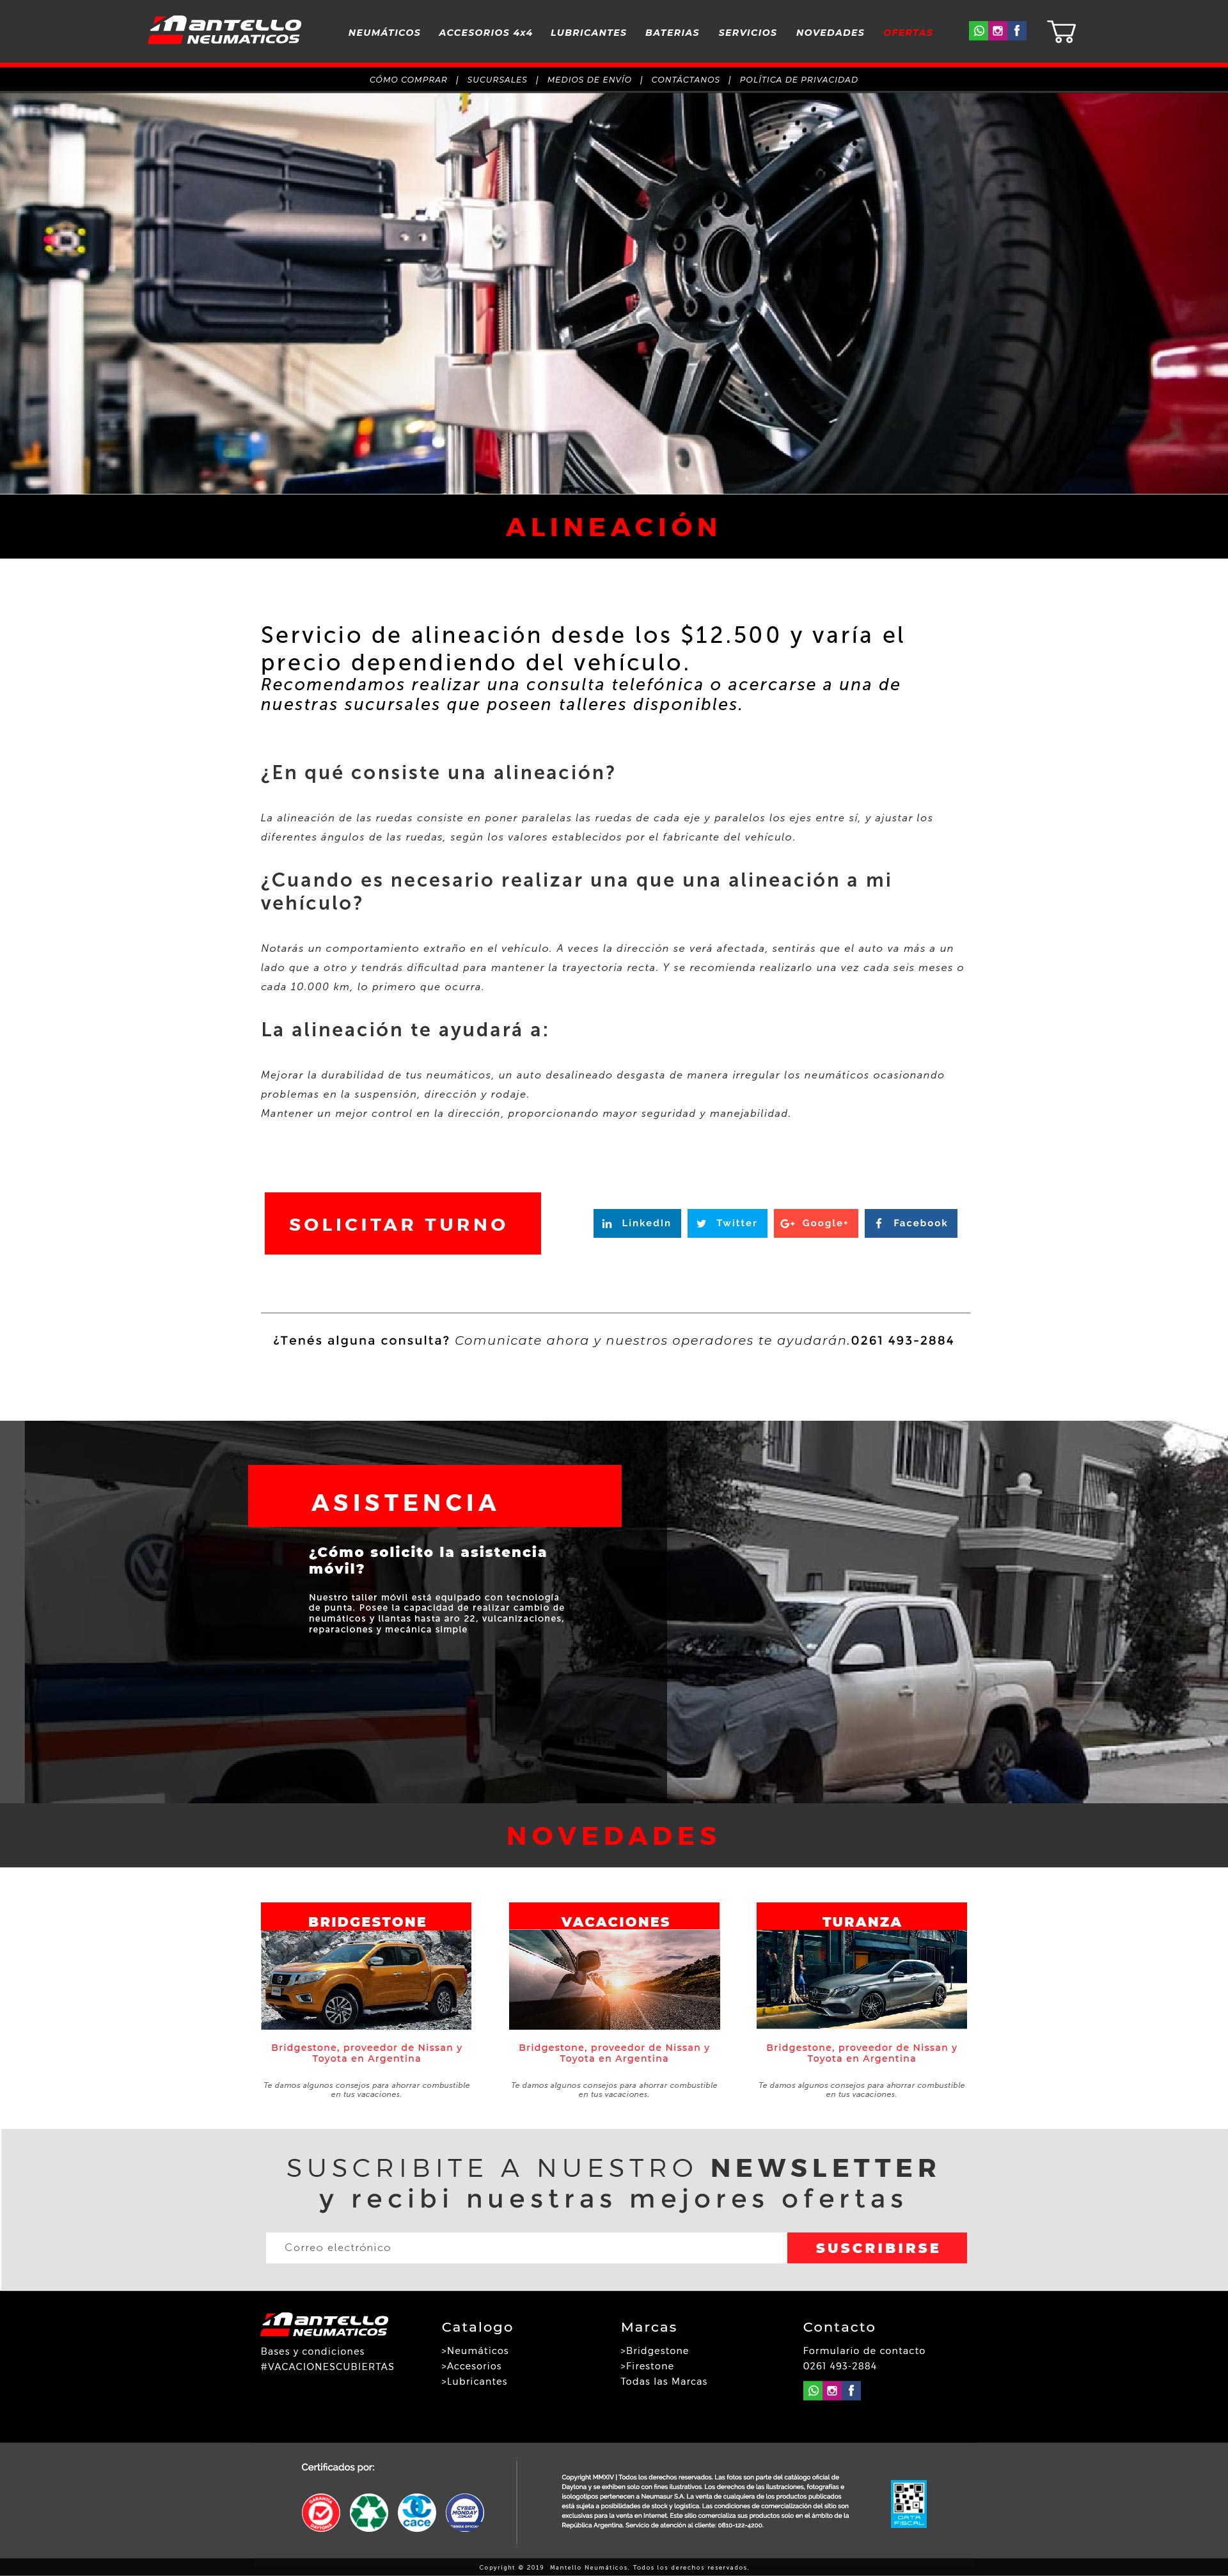 mantello
NEUMATICOS
NEUMÁTICOS ACCESORIOS 4x4 LUBRICANTES BATERIAS SERVICIOS NOVEDADES OFERTAS
CÓMO COMPRAR | SUCURSALES | MEDIOS DE ENVÍO | CONTÁCTANOS | POLÍTICA DE PRIVACIDAD
ALINEACIÓN
Servicio de alineación desde los $12.500 y varía el
precio dependiendo del vehículo.
Recomendamos realizar una consulta telefónica o acercarse a una de
nuestras sucursales que poseen talleres disponibles.
¿En qué consiste una alineación?
La alineación de las ruedas consiste en poner paralelas las ruedas de cada eje y paralelos los ejes entre sí, y ajustar los
diferentes ángulos de las ruedas, según los valores establecidos por el fabricante del vehículo.
¿Cuando es necesario realizar una que una alineación a mi
vehículo?
Notarás un comportamiento extraño en el vehículo. A veces la dirección se verá afectada, sentirás que el auto va más a un
lado que a otro y tendrás dificultad para mantener la trayectoria recta. Y se recomienda realizarlo una vez cada seis meses o
cada 10.000 km, lo primero que ocurra.
La alineación te ayudará a:
Mejorar la durabilidad de tus neumáticos, un auto desalineado desgasta de manera irregular los neumáticos ocasionando
problemas en la suspensión, dirección y rodaje.
Mantener un mejor control en la dirección, proporcionando mayor seguridad y manejabilidad.
SOLICITAR TURNO
LinkedIn Twitter Google+ Facebook
¿Tenés alguna consulta? Comunicate ahora y nuestros operadores te ayudarán.0261 493-2884
ASISTENCIA
¿Cómo solicito la asistencia
móvil?
Nuestro taller móvil está equipado con tecnología
de punta. Posee la capacidad de realizar cambio de
neumáticos y llantas hasta aro 22, vulcanizaciones,
reparaciones y mecánica simple
NOVEDADES
BRIDGESTONE
Bridgestone, proveedor de Nissan y
Toyota en Argentina
Te damos algunos consejos para ahorrar combustible
en tus vacaciones.
VACACIONES
Bridgestone, proveedor de Nissan y
Toyota en Argentina
Te damos algunos consejos para ahorrar combustible
en tus vacaciones.
TURANZA
Bridgestone, proveedor de Nissan y
Toyota en Argentina
Te damos algunos consejos para ahorrar combustible
en tus vacaciones.
SUSCRIBITE A NUESTRO NEWSLETTER
y recibi nuestras mejores ofertas
Correo electrónico
SUSCRIBIRSE
mantello
NEUMATICOS
Bases y condiciones
#VACACIONESCUBIERTAS
Catalogo
>Neumáticos
>Accesorios
>Lubricantes
Marcas
>Bridgestone
>Firestone
Todas las Marcas
Contacto
Formulario de contacto
0261 493-2884
Certificados por:
GARANTIA
DAYTONA
cace
CYBER
MONDAY
.COM.AR
Copyright MMXIV | Todos los derechos reservados. Las fotos son parte del catálogo oficial de
Daytona y se exhiben solo con fines ilustrativos. Los derechos de las ilustraciones, fotografías e
isologotipos pertenecen a Neumasur S.A. La venta de cualquiera de los productos publicados
está sujeta a posibilidades de stock y logística. Las condiciones de comercialización del sitio son
exclusivas para la venta en Internet. Este sitio comercializa sus productos solo en el ámbito de la
República Argentina. Servicio de atención al cliente: 0810-122-4200.
DATA
FISCAL
Copyright © 2019 Mantello Neumáticos. Todos los derechos reservados.